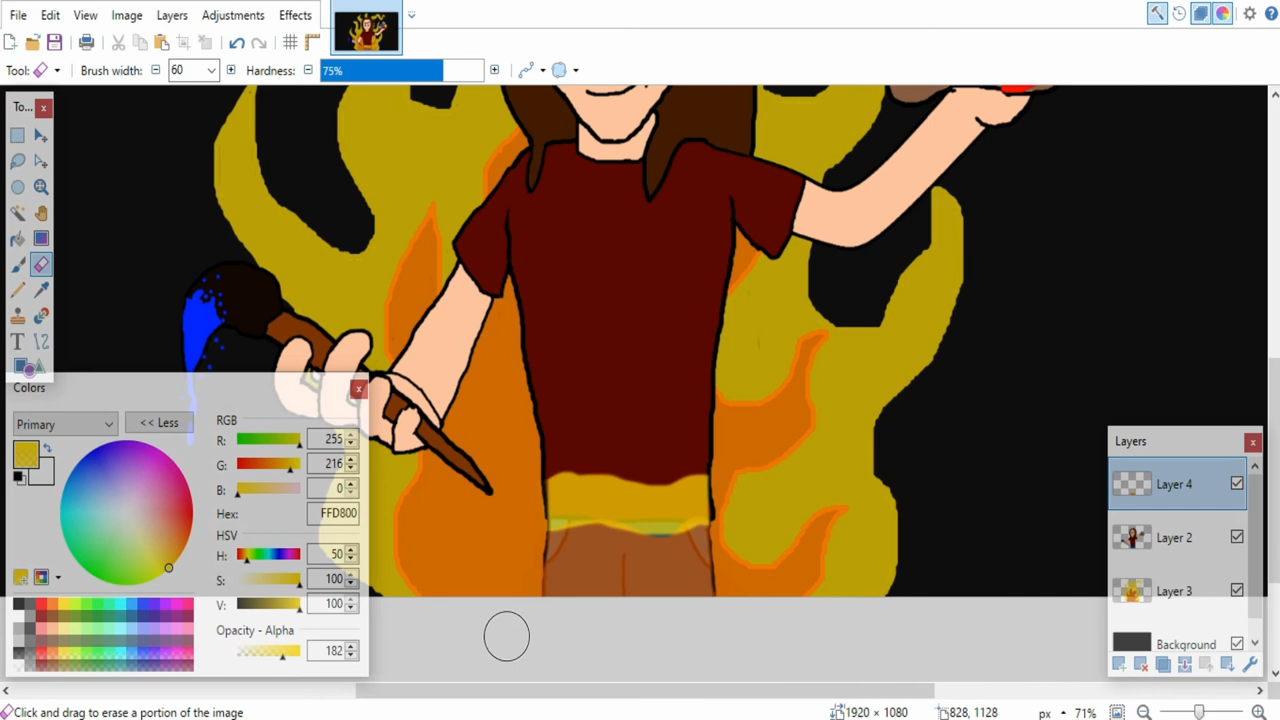 File Edit View Image Layers Adjustments Effects
Tool: Brush width: 60 Hardness: 75%
To...
Colors
Primary << Less
RGB
R: 255
G: 216
B: 0
Hex: FFD800
HSV
H: 50
S: 100
V: 100
Opacity - Alpha
182
Layers
Layer 4
Layer 2
Layer 3
Background
Click and drag to erase a portion of the image 1920 × 1080 828, 1128 px 71%